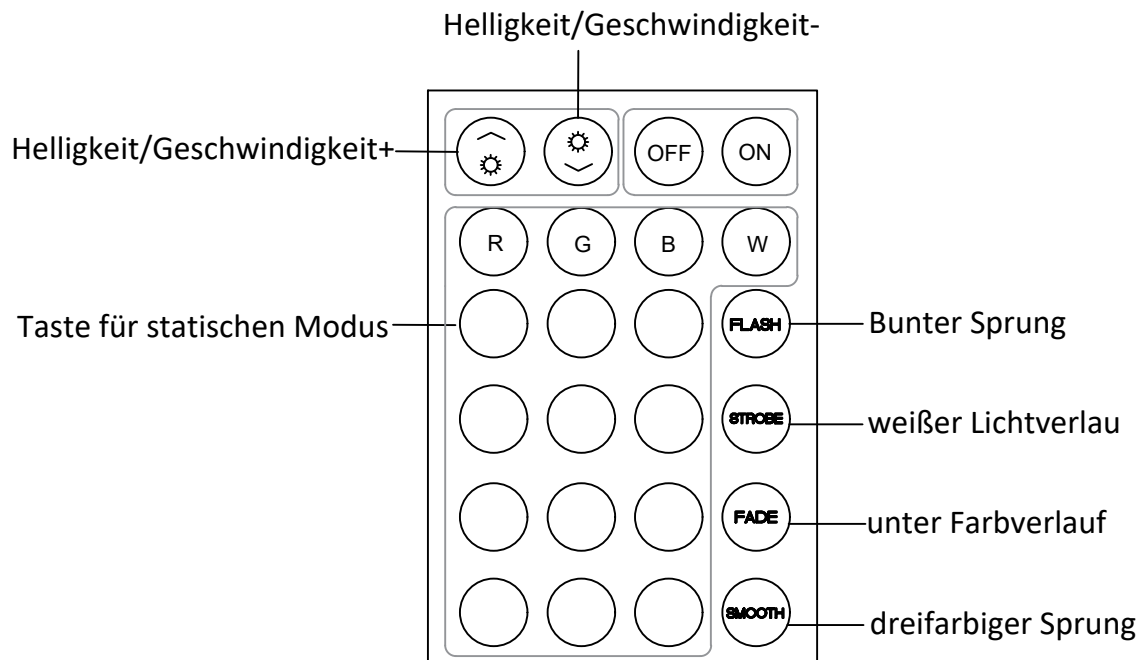 Helligkeit/Geschwindigkeit-
Helligkeit/Geschwindigkeit+
OFF ON
R G B W
Taste für statischen Modus
FLASH Bunter Sprung
STROBE weißer Lichtverlau
FADE unter Farbverlauf
SMOOTH dreifarbiger Sprung